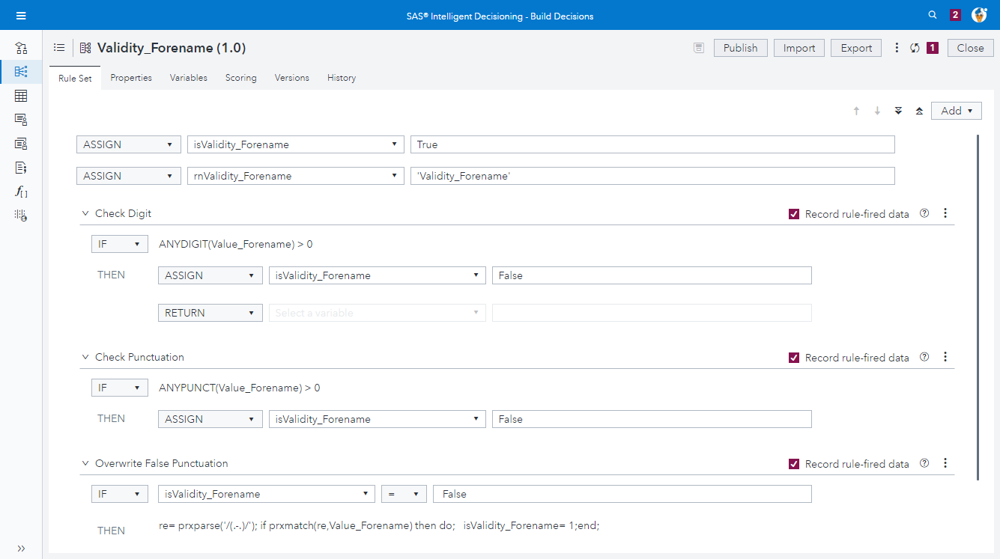 SAS® Intelligent Decisioning - Build Decisions
2
Validity_Forename (1.0)
Publish Import Export 1 Close
Rule Set Properties Variables Scoring Versions History
Add
ASSIGN isValidity_Forename True
ASSIGN rnValidity_Forename 'Validity_Forename'
Check Digit Record rule-fired data
IF ANYDIGIT(Value_Forename) > 0
THEN ASSIGN isValidity_Forename False
RETURN Select a variable
Check Punctuation Record rule-fired data
IF ANYPUNCT(Value_Forename) > 0
THEN ASSIGN isValidity_Forename False
Overwrite False Punctuation Record rule-fired data
IF isValidity_Forename = False
THEN re= prxparse('/(.-.)/'); if prxmatch(re,Value_Forename) then do; isValidity_Forename= 1;end;